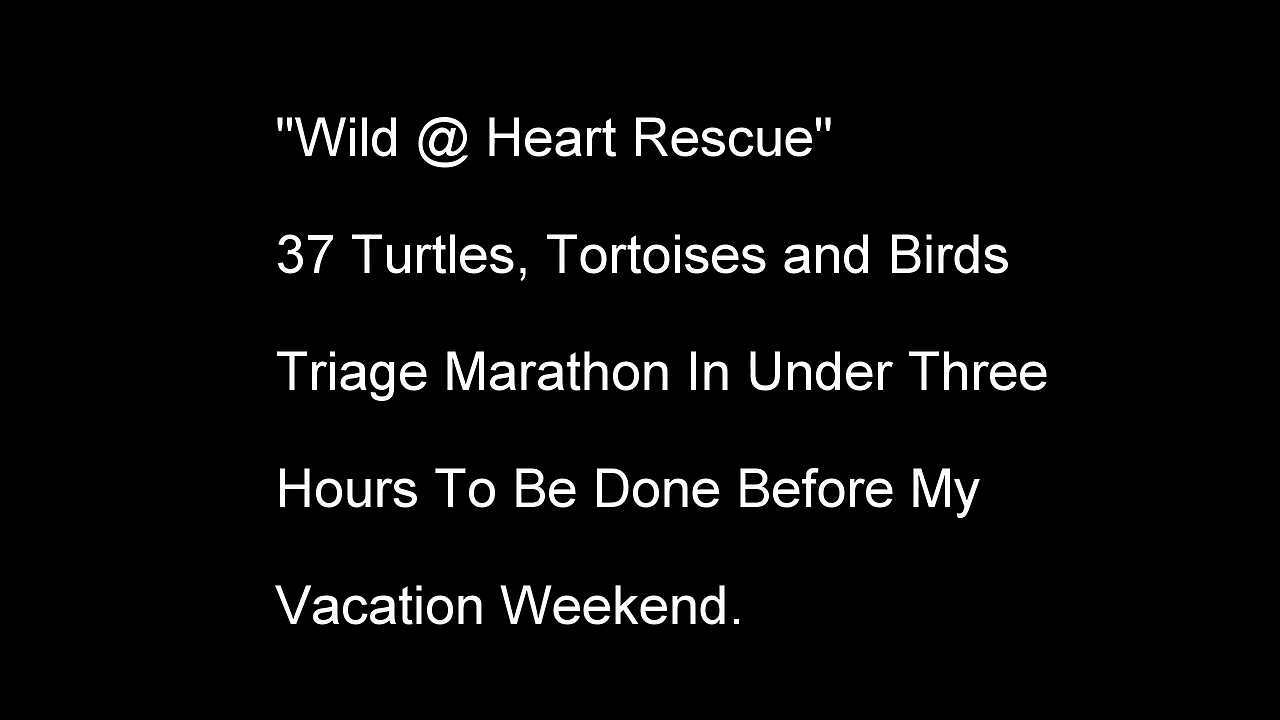 "Wild @ Heart Rescue"
37 Turtles, Tortoises and Birds
Triage Marathon In Under Three
Hours To Be Done Before My
Vacation Weekend.